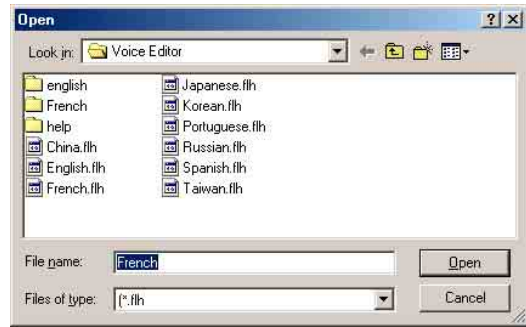 Open
Look in: Voice Editor
english
French
help
China.flh
English.flh
French.flh
Japanese.flh
Korean.flh
Portuguese.flh
Russian.flh
Spanish.flh
Taiwan.flh
File name: French Open
Files of type: (*.flh Cancel